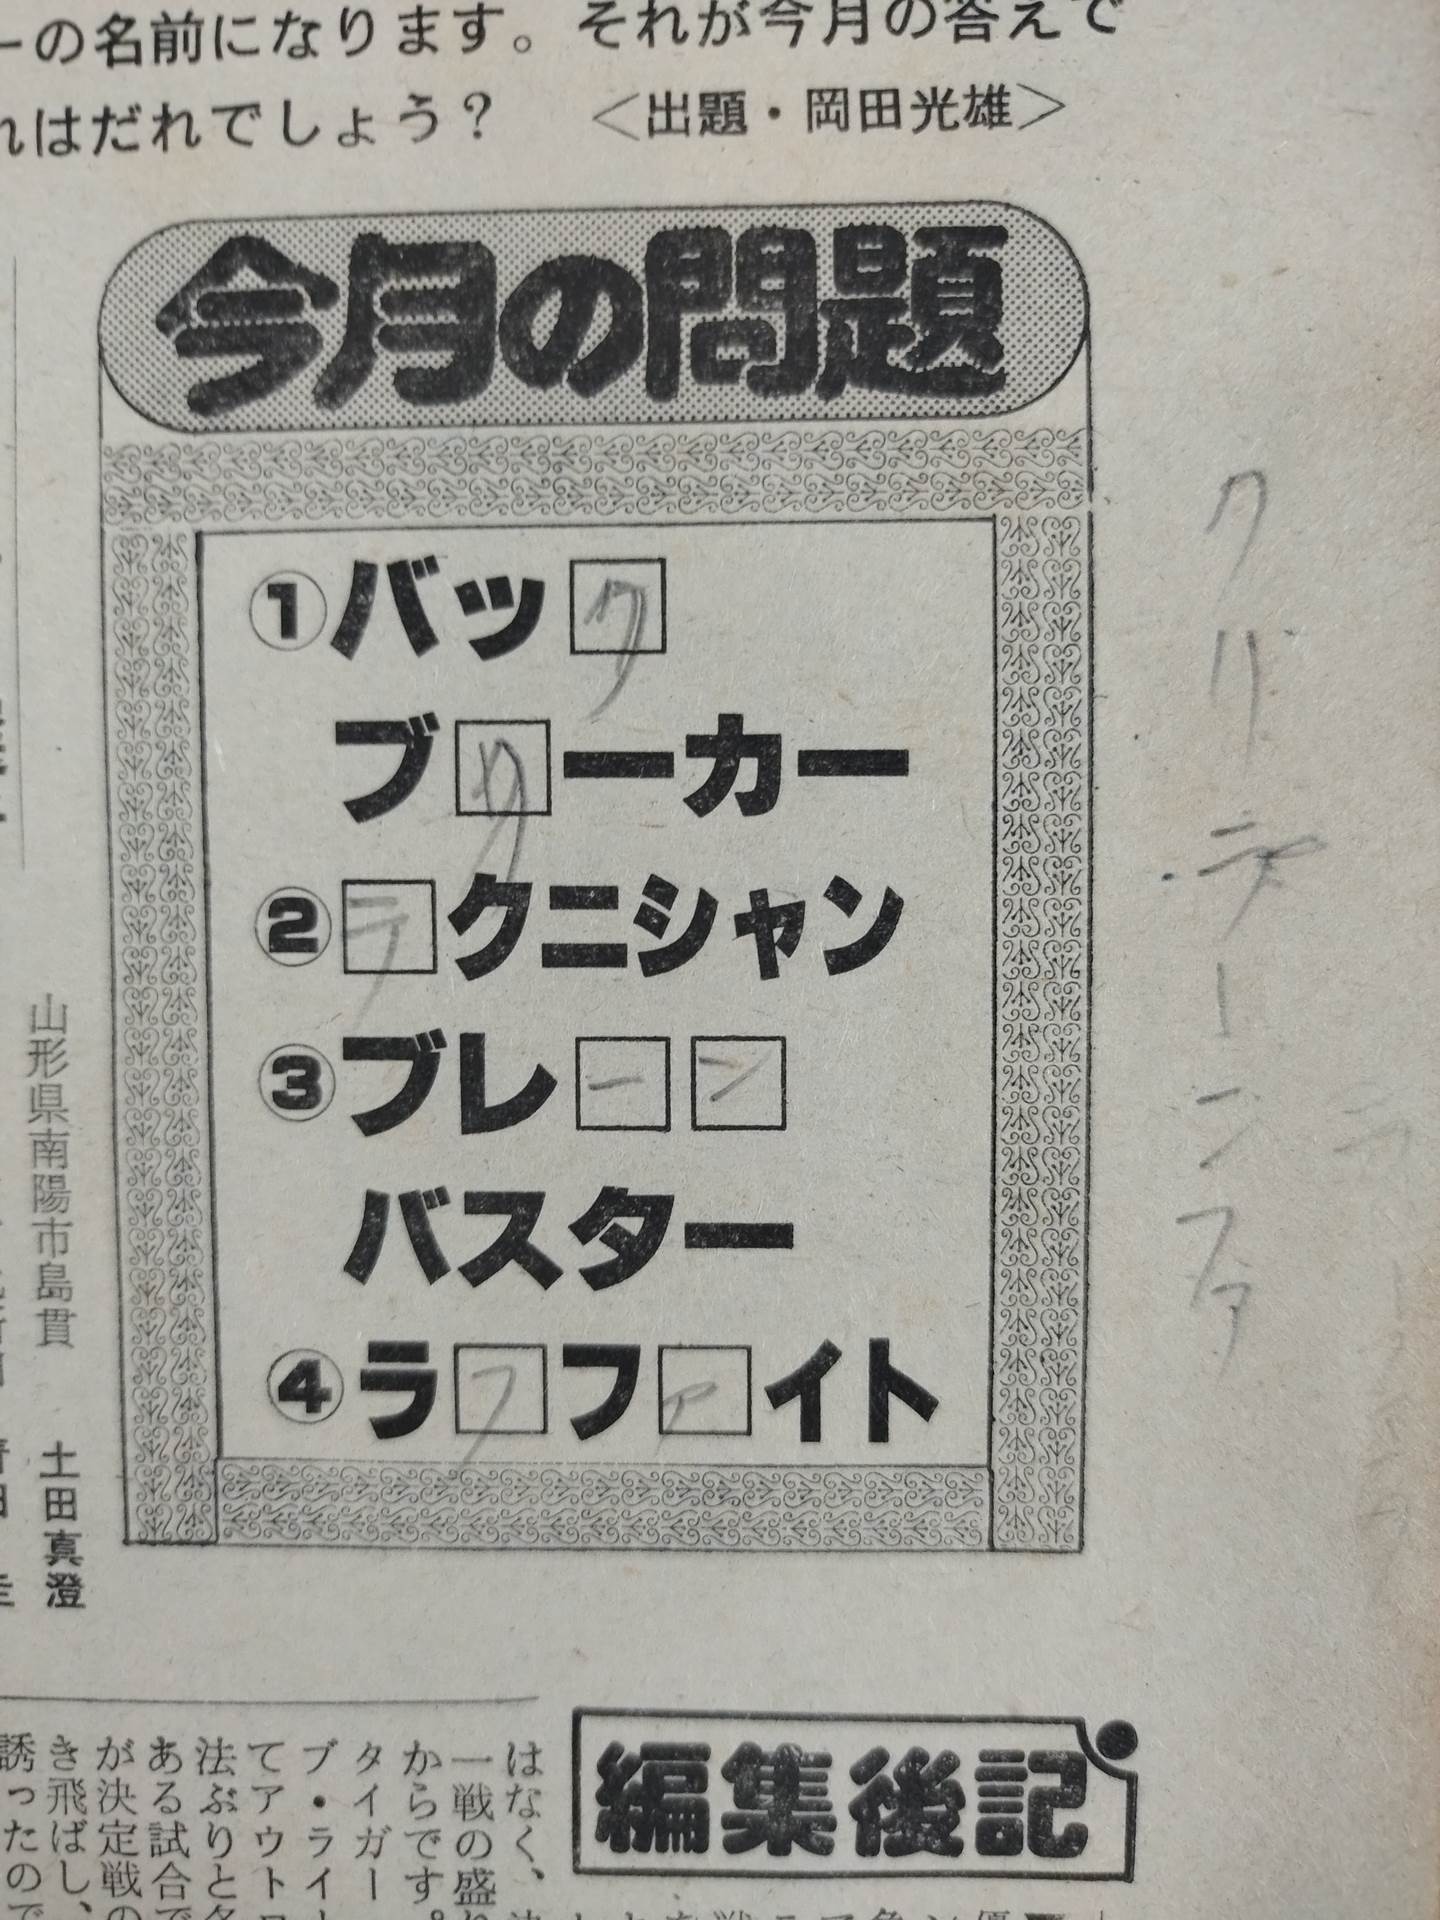 ーの名前になります。それが今月の答えで
れはだれでしょう? <出題・岡田光雄>
今月の問題
①バックブリーカー
②テクニシャン
③ブレーンバスター
④ラフファイト
クリテーンファ
山形県南陽市島貫 土田真澄
編集後記
はなく、
一戦の盛
からです。
タイガー
ブ・ライ
てアウト
法ぶりと
ある試合で
が決定戦の
き飛ばし、
誘ったので